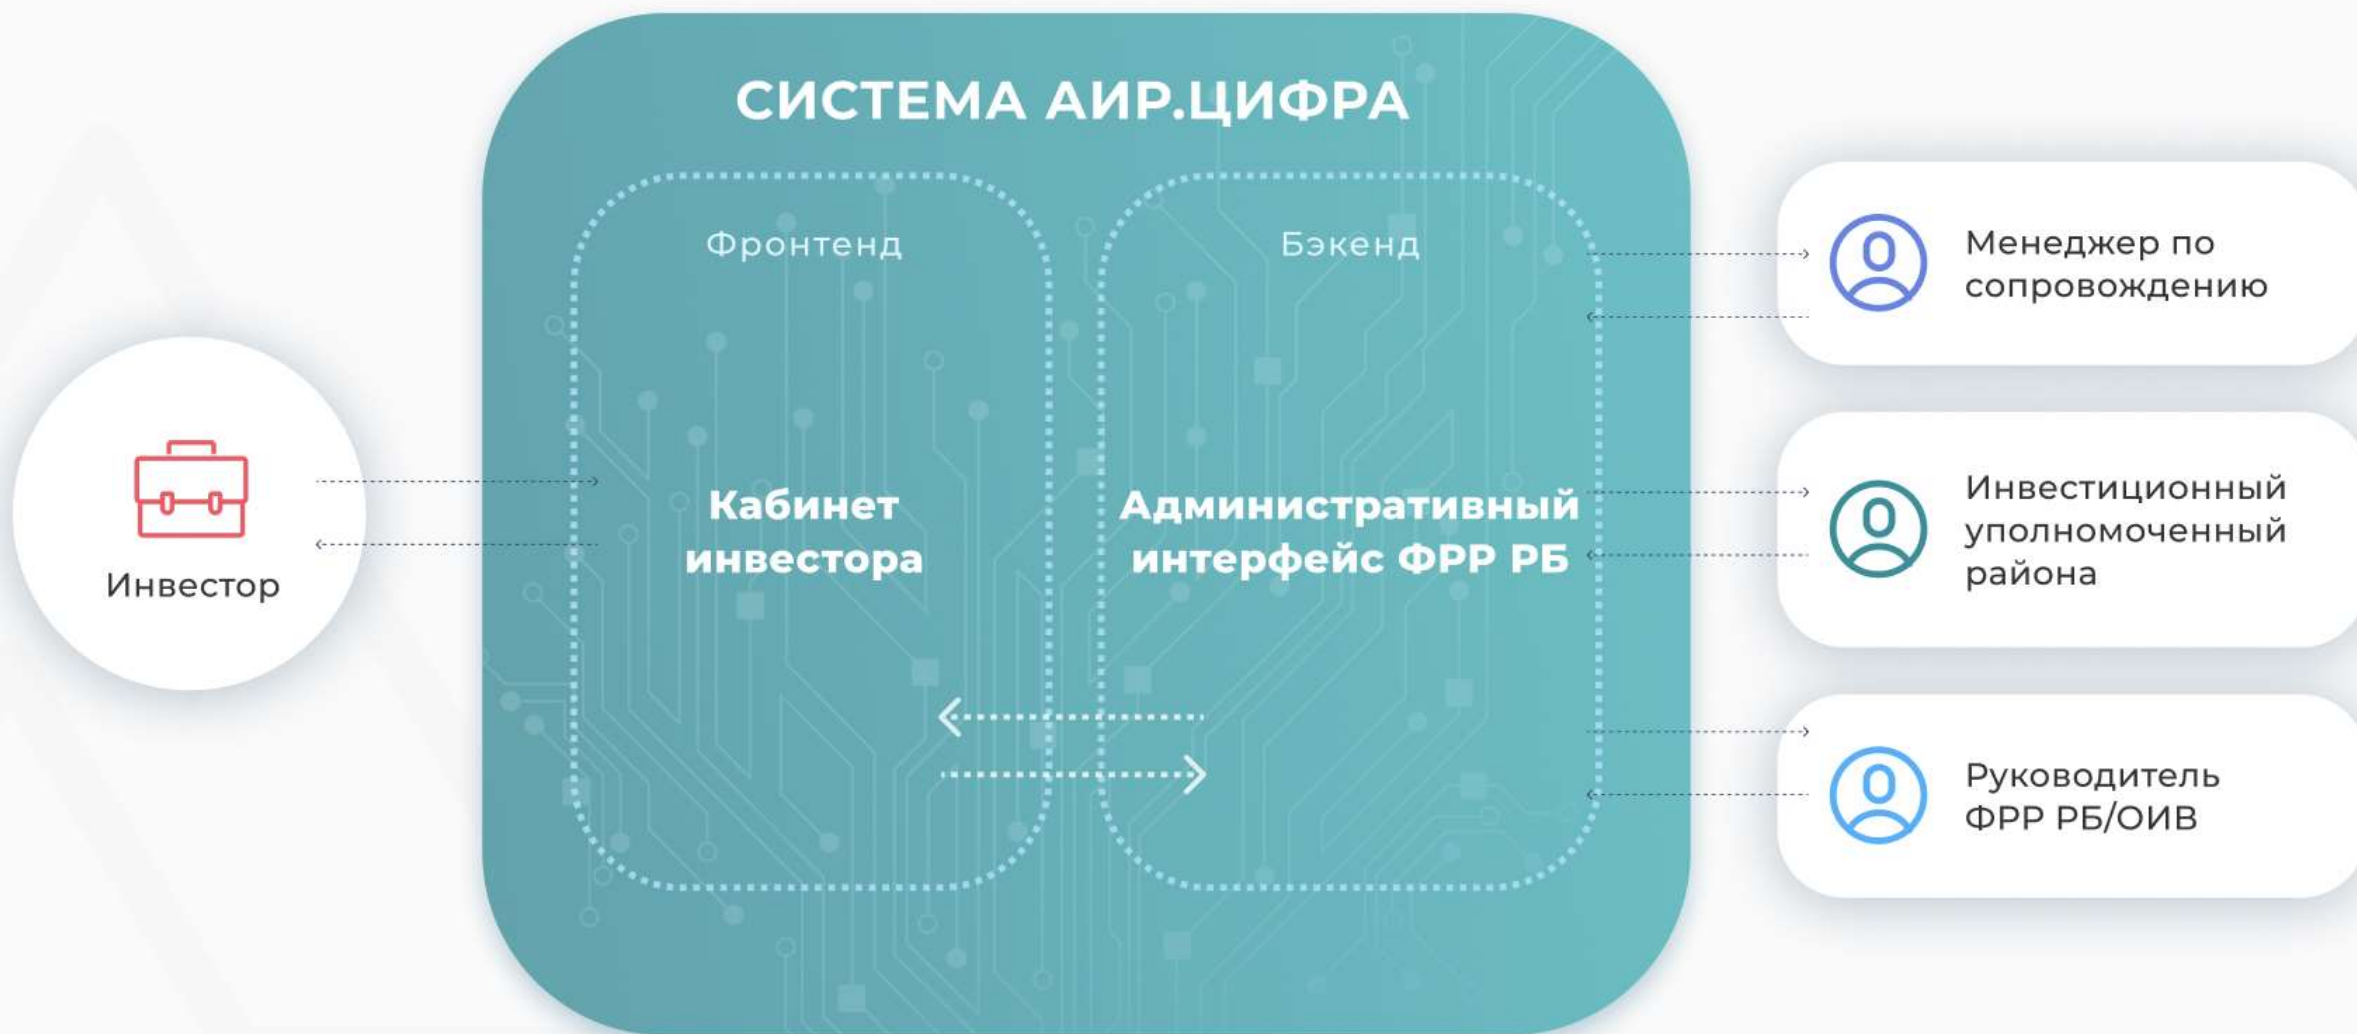 СИСТЕМА АИР.ЦИФРА
Фронтенд
Бэкенд
Инвестор
Кабинет
инвестора
Административный
интерфейс ФРР РБ
Менеджер по
сопровождению
Инвестиционный
уполномоченный
района
Руководитель
ФРР РБ/ОИВ